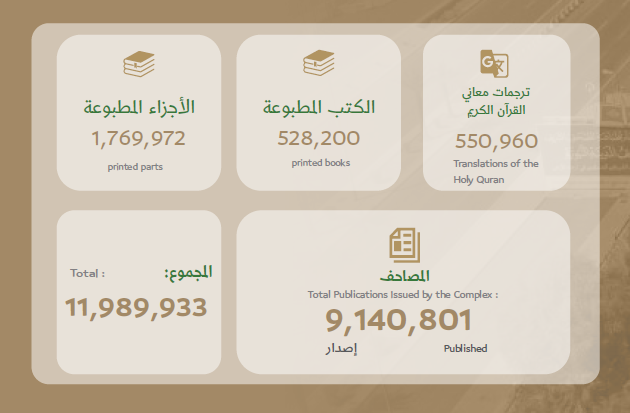 الأجزاء المطبوعة
1,769,972
printed parts
الكتب المطبوعة
528,200
printed books
ترجمات معاني
القرآن الكريم
550,960
Translations of the
Holy Quran
Total :
المجموع:
11,989,933
المصاحف
Total Publications Issued by the Complex :
9,140,801
إصدار
Published